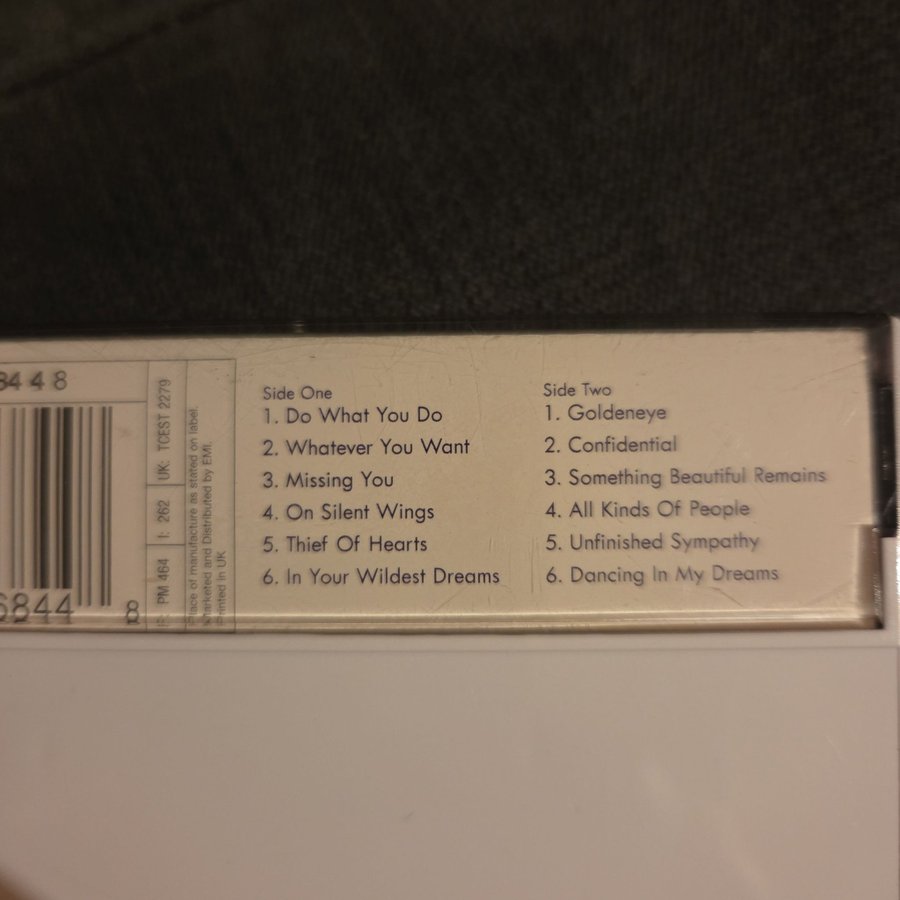 8448
6844
8
F: PM 464 I: 262 UK: TCEST 2279
Place of manufacture as stated on label.
Marketed and Distributed by EMI.
Printed in UK
Side One
1. Do What You Do
2. Whatever You Want
3. Missing You
4. On Silent Wings
5. Thief Of Hearts
6. In Your Wildest Dreams
Side Two
1. Goldeneye
2. Confidential
3. Something Beautiful Remains
4. All Kinds Of People
5. Unfinished Sympathy
6. Dancing In My Dreams